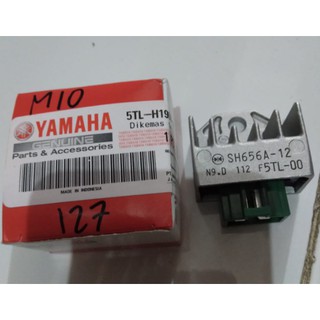 M10
YAMAHA
GENUINE
Parts & Accessories
MADE IN INDONESIA
127
5TL-H19
Dikemas
SH656A-12
N9.D 112 F5TL-00